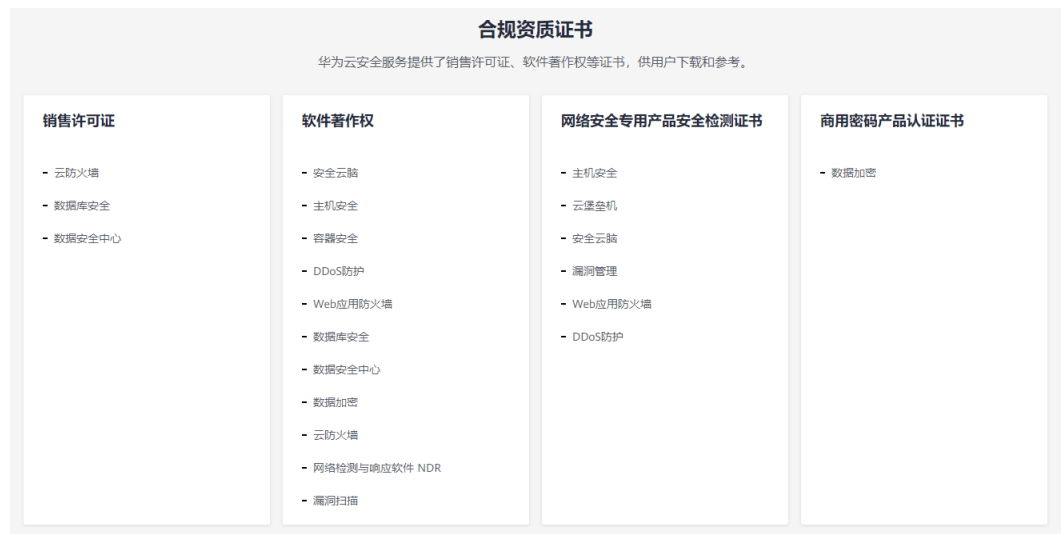 合规资质证书
华为云安全服务提供了销售许可证、软件著作权等证书，供用户下载和参考。
销售许可证
- 云防火墙
- 数据库安全
- 数据安全中心
软件著作权
- 安全云脑
- 主机安全
- 容器安全
- DDoS防护
- Web应用防火墙
- 数据库安全
- 数据安全中心
- 数据加密
- 云防火墙
- 网络检测与响应软件 NDR
- 漏洞扫描
网络安全专用产品安全检测证书
- 主机安全
- 云堡垒机
- 安全云脑
- 漏洞管理
- Web应用防火墙
- DDoS防护
商用密码产品认证证书
- 数据加密